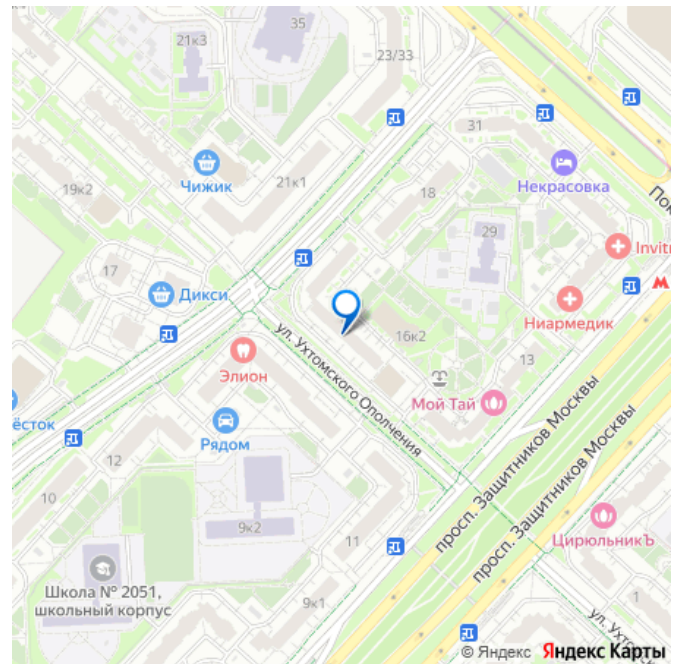 21к3
35
23/33
31
Чижик
21к1
19к2
Некрасовка
Пок
18
29
Invitr
17
Дикси
Ниармедик
16к2
13
ул. Ухтомского Ополчения
Элион
Мой Тай
ёсток
Рядом
12
10
просп. Защитников Москвы
просп. Защитников Москвы
9к2
11
ЦирюльникЪ
Школа № 2051,
школьный корпус
9к1
1
ул. Ухто
© Яндекс Яндекс Карты